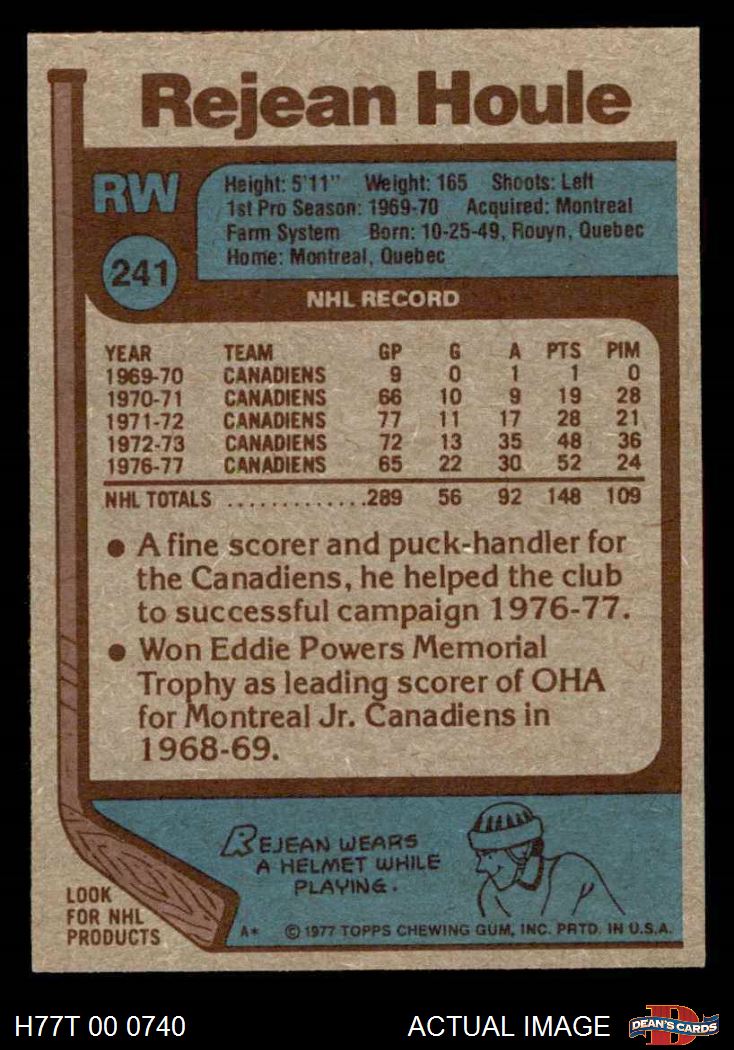 Rejean Houle
RW
241
Height: 5'11" Weight: 165 Shoots: Left
1st Pro Season: 1969-70 Acquired: Montreal
Farm System Born: 10-25-49, Rouyn, Quebec
Home: Montreal, Quebec
NHL RECORD
YEAR TEAM GP G A PTS PIM
1969-70 CANADIENS 9 0 1 1 0
1970-71 CANADIENS 66 10 9 19 28
1971-72 CANADIENS 77 11 17 28 21
1972-73 CANADIENS 72 13 35 48 36
1976-77 CANADIENS 65 22 30 52 24
NHL TOTALS ..............289 56 92 148 109
● A fine scorer and puck-handler for
the Canadiens, he helped the club
to successful campaign 1976-77.
● Won Eddie Powers Memorial
Trophy as leading scorer of OHA
for Montreal Jr. Canadiens in
1968-69.
REJEAN WEARS
A HELMET WHILE
PLAYING.
LOOK
FOR NHL
PRODUCTS
A* © 1977 TOPPS CHEWING GUM, INC. PRTD. IN U.S.A.
H77T 00 0740 ACTUAL IMAGE
D
DEAN'S CARDS